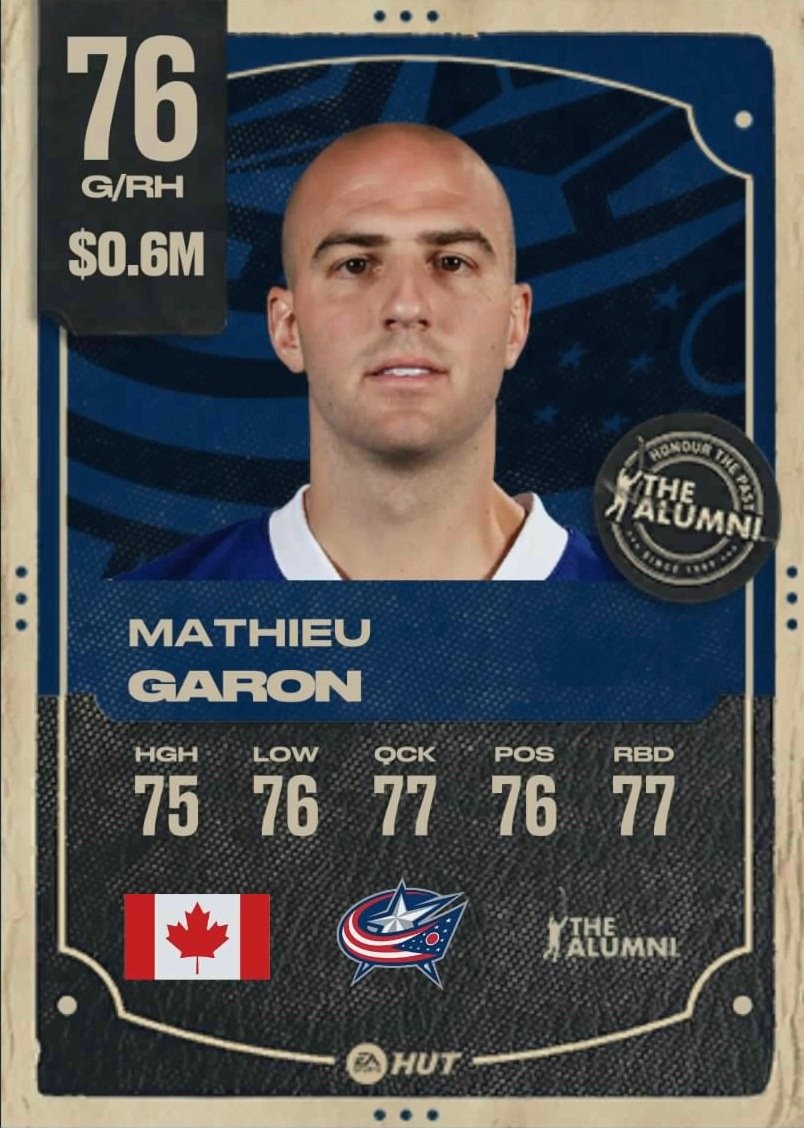 76
G/RH
$0.6M
HONOUR THE PAST
THE
ALUMNI
MATHIEU
GARON
HGH LOW QCK POS RBD
75 76 77 76 77
THE
ALUMNI
EA HUT